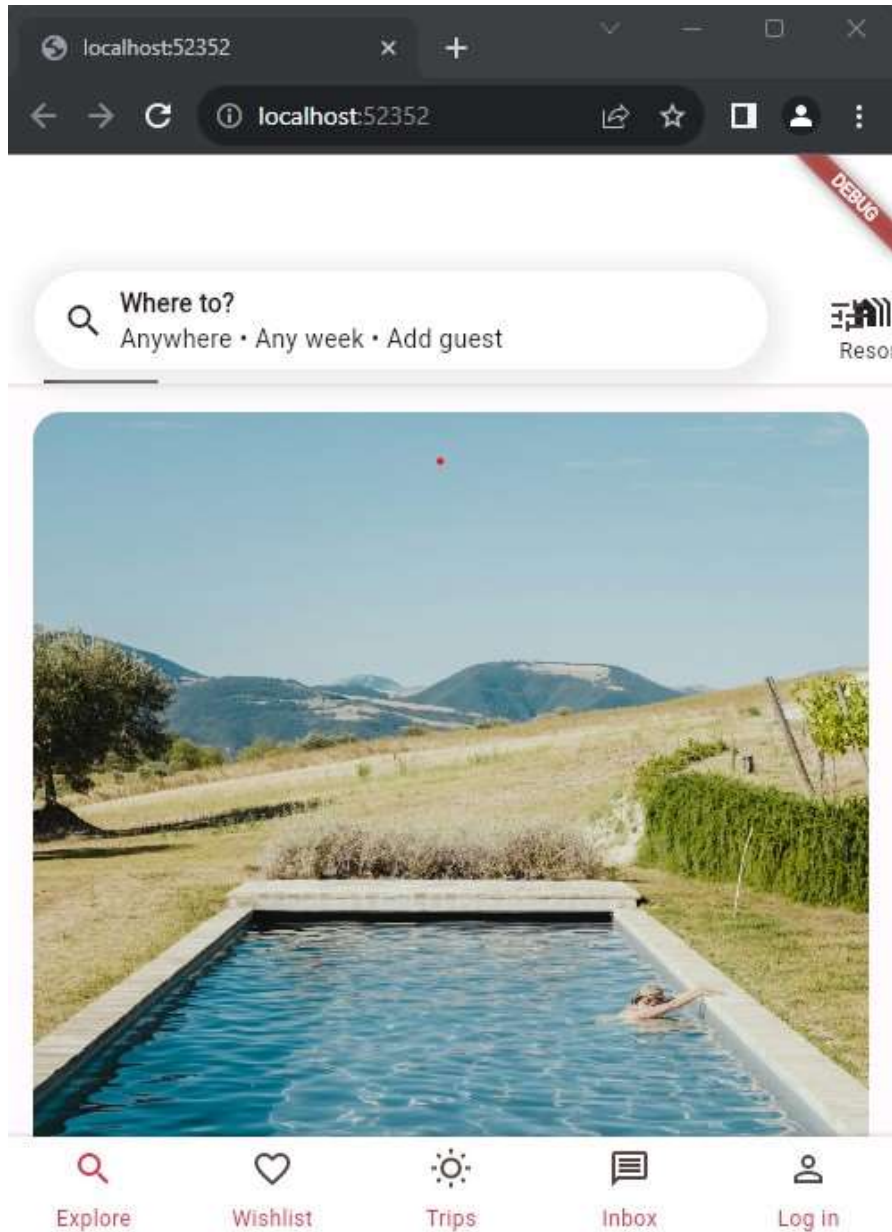 localhost:52352
localhost:52352
DEBUG
Where to?
Anywhere • Any week • Add guest
Resor
Explore Wishlist Trips Inbox Log in